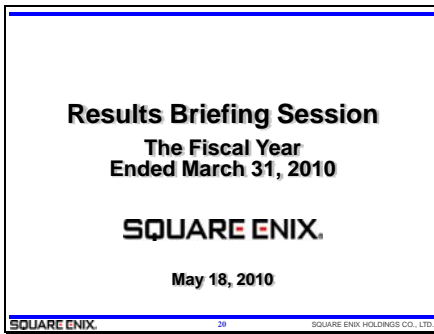 Results Briefing Session
The Fiscal Year
Ended March 31, 2010
SQUARE ENIX.
May 18, 2010
SQUARE ENIX.
20
SQUARE ENIX HOLDINGS CO., LTD.